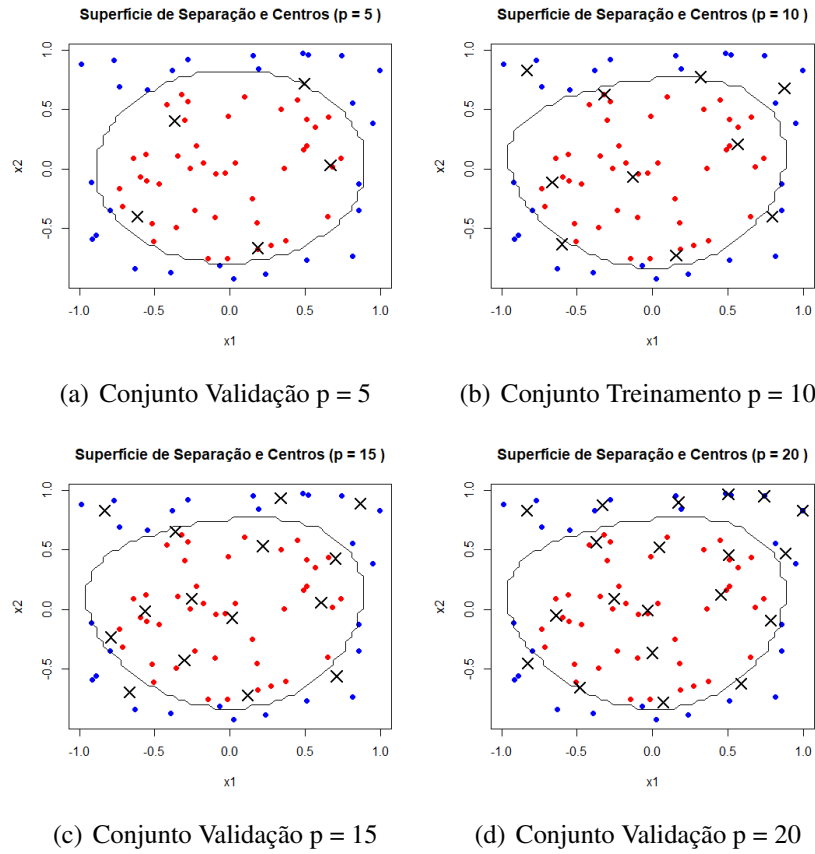 Superfície de Separação e Centros (p = 5 )
x2
1.0
0.5
0.0
-0.5
-1.0 -0.5 0.0 0.5 1.0
x1
(a) Conjunto Validação p = 5
Superfície de Separação e Centros (p = 10 )
x2
1.0
0.5
0.0
-0.5
-1.0 -0.5 0.0 0.5 1.0
x1
(b) Conjunto Treinamento p = 10
Superfície de Separação e Centros (p = 15 )
x2
1.0
0.5
0.0
-0.5
-1.0 -0.5 0.0 0.5 1.0
x1
(c) Conjunto Validação p = 15
Superfície de Separação e Centros (p = 20 )
x2
1.0
0.5
0.0
-0.5
-1.0 -0.5 0.0 0.5 1.0
x1
(d) Conjunto Validação p = 20